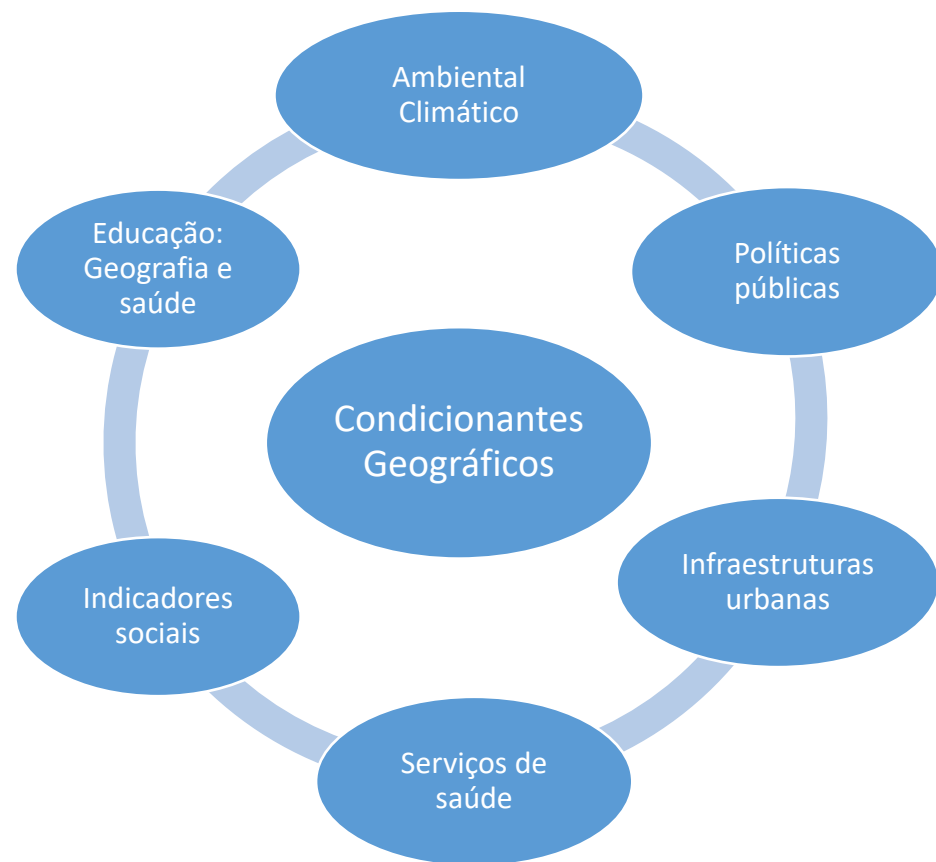 Ambiental
Climático
Políticas
públicas
Infraestruturas
urbanas
Serviços de
saúde
Indicadores
sociais
Educação:
Geografia e
saúde
Condicionantes
Geográficos